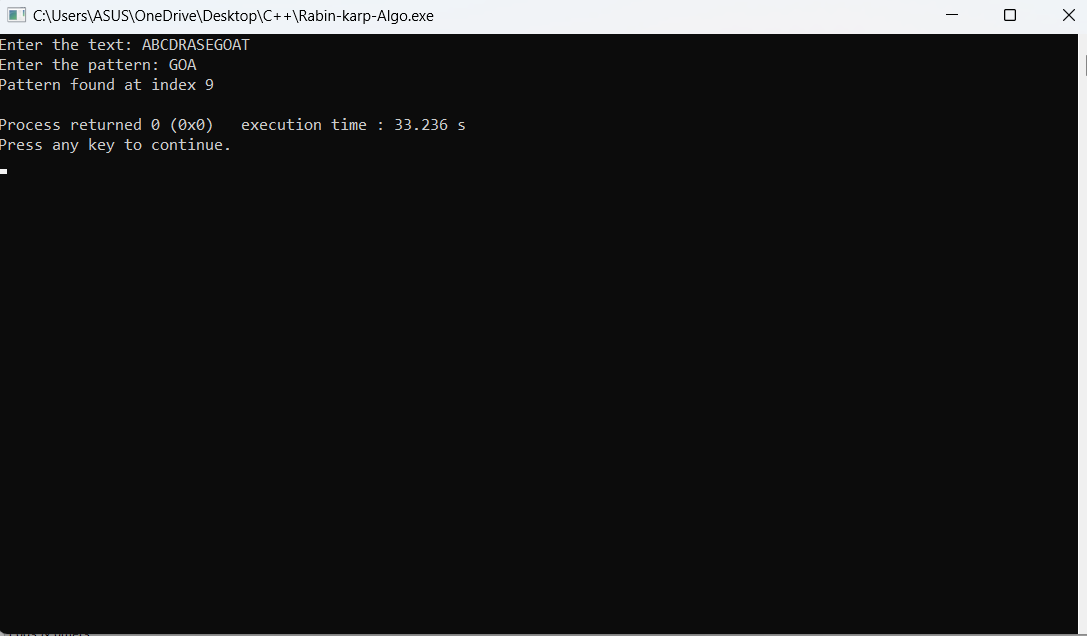 C:\Users\ASUS\OneDrive\Desktop\C++\Rabin-karp-Algo.exe
Enter the text: ABCDRASEGOAT
Enter the pattern: GOA
Pattern found at index 9
Process returned 0 (0x0)   execution time : 33.236 s
Press any key to continue.